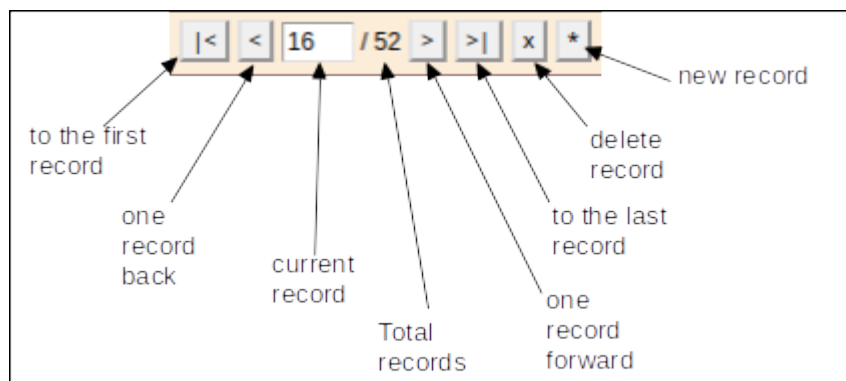 |< < 16 / 52 > >| x *
new record
to the first
record
delete
record
one
record
back
to the last
record
current
record
one
record
forward
Total
records